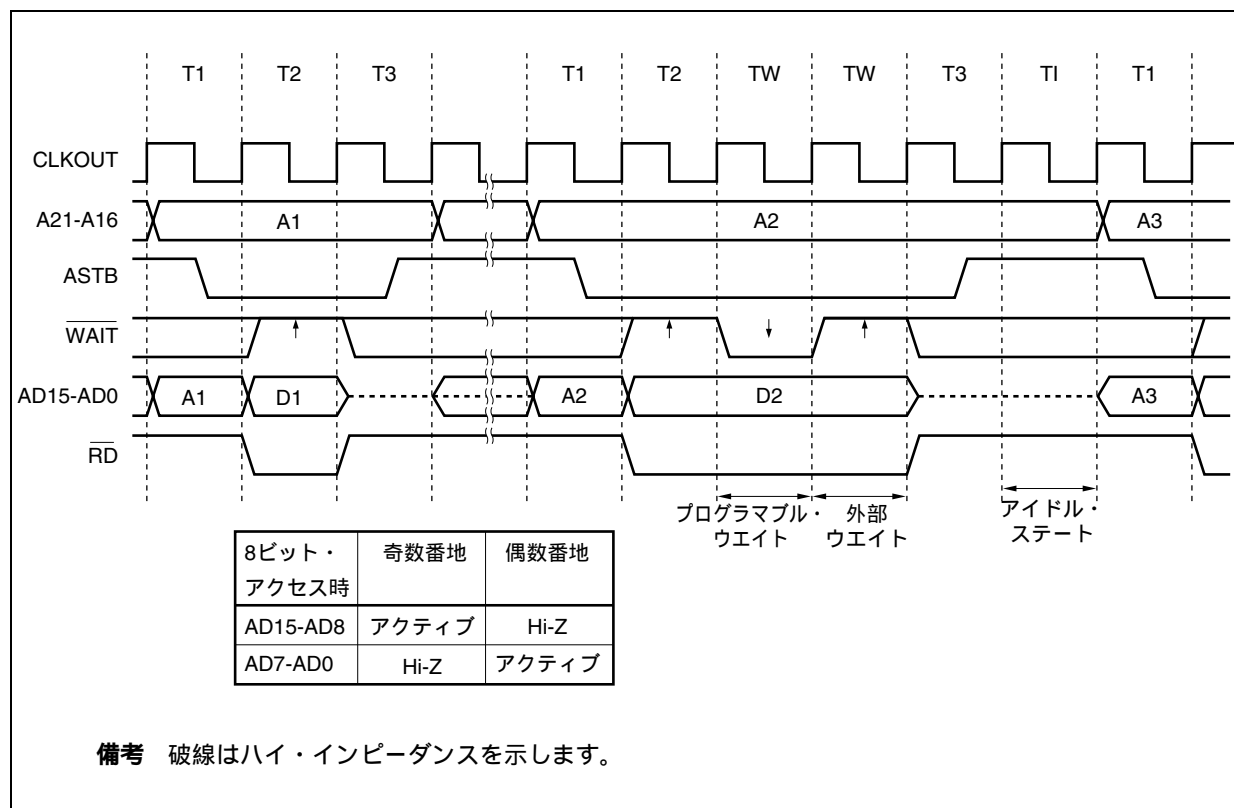 T1 T2 T3 T1 T2 TW TW T3 TI T1
CLKOUT
A21-A16 A1 A2 A3
ASTB
WAIT
AD15-AD0 A1 D1 A2 D2 A3
RD
プログラマブル・ 外部 アイドル・
ウエイト ウエイト ステート
8ビット・ 奇数番地 偶数番地
アクセス時
AD15-AD8 アクティブ Hi-Z
AD7-AD0 Hi-Z アクティブ
備考 破線はハイ・インピーダンスを示します。